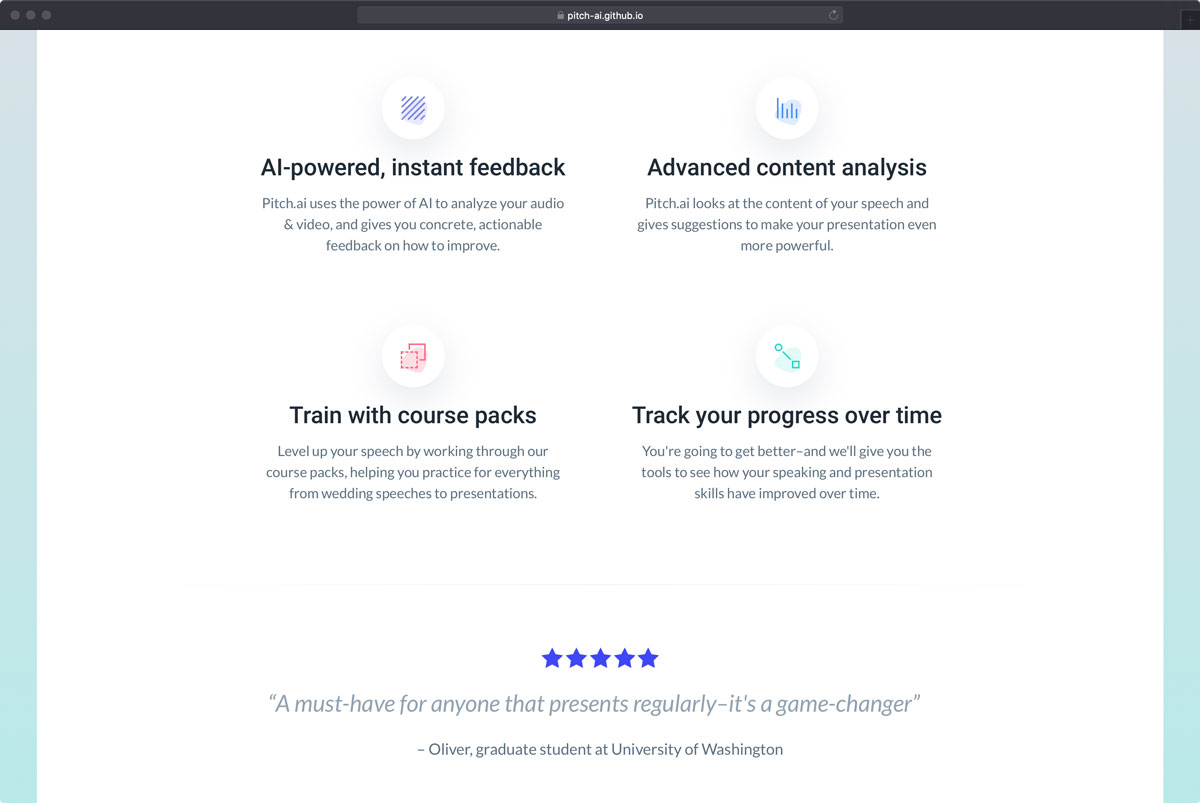 pitch-ai.github.io
AI-powered, instant feedback
Pitch.ai uses the power of AI to analyze your audio
& video, and gives you concrete, actionable
feedback on how to improve.
Advanced content analysis
Pitch.ai looks at the content of your speech and
gives suggestions to make your presentation even
more powerful.
Train with course packs
Level up your speech by working through our
course packs, helping you practice for everything
from wedding speeches to presentations.
Track your progress over time
You're going to get better–and we'll give you the
tools to see how your speaking and presentation
skills have improved over time.
“A must-have for anyone that presents regularly–it's a game-changer”
– Oliver, graduate student at University of Washington